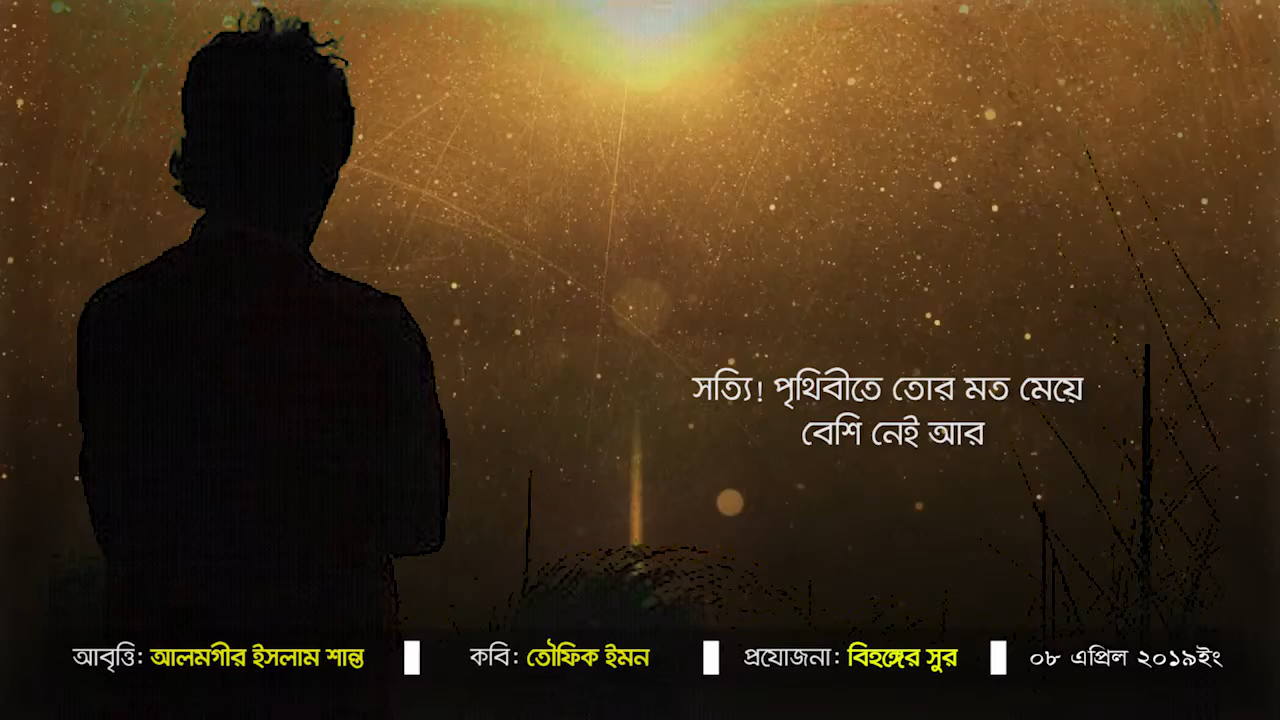 সত্যি! পৃথিবীতে তোর মত মেয়ে
বেশি নেই আর
আবৃত্তি: আলমগীর ইসলাম শান্ত কবি: তৌফিক ইমন প্রযোজনা: বিহঙ্গের সুর ০৮ এপ্রিল ২০১৯ইং